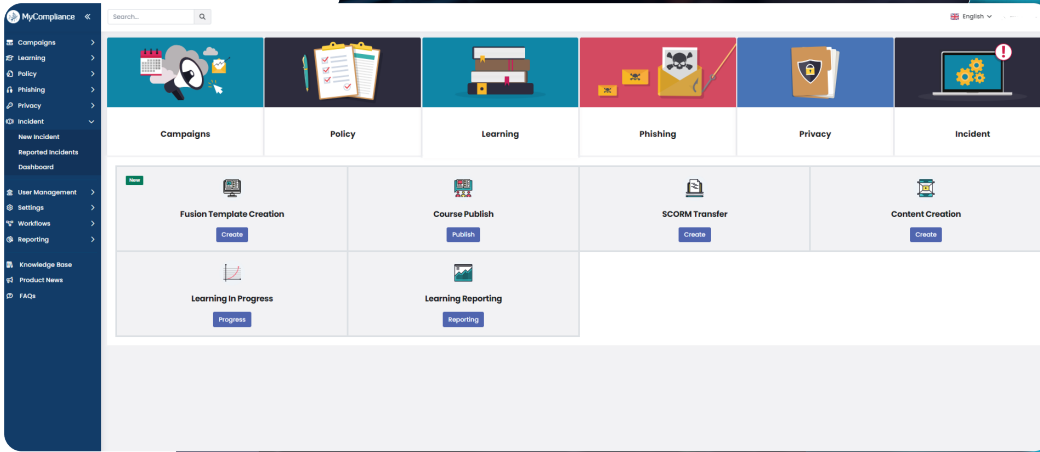 MyCompliance
Search..
English
Campaigns
Learning
Policy
Phishing
Privacy
Incident
New Incident
Reported Incidents
Dashboard
User Management
Settings
Workflows
Reporting
Knowledge Base
Product News
FAQs
Campaigns
Policy
Learning
Phishing
Privacy
Incident
New
Fusion Template Creation
Create
Course Publish
Publish
SCORM Transfer
Create
Content Creation
Create
Learning In Progress
Progress
Learning Reporting
Reporting